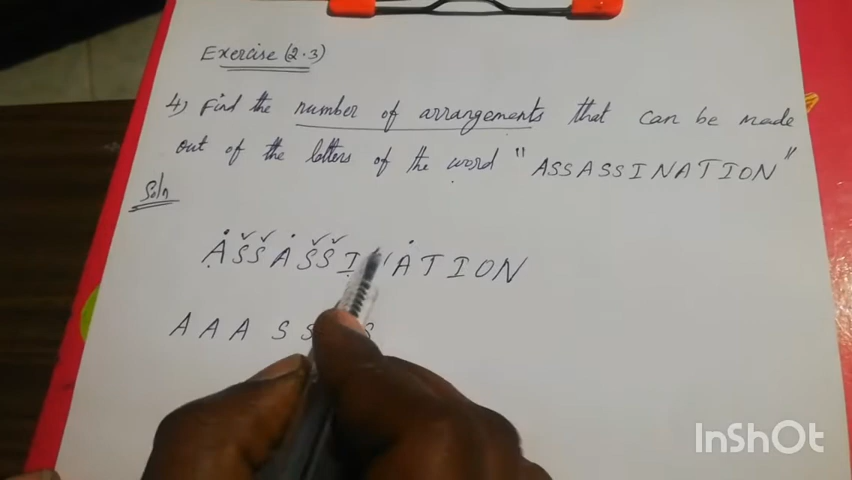 Exercise (2.3)
4) Find the number of arrangements that can be made
out of the letters of the word "ASSASSINATION"
Soln
ASSASSI ATION
A A A S S S
InShOt